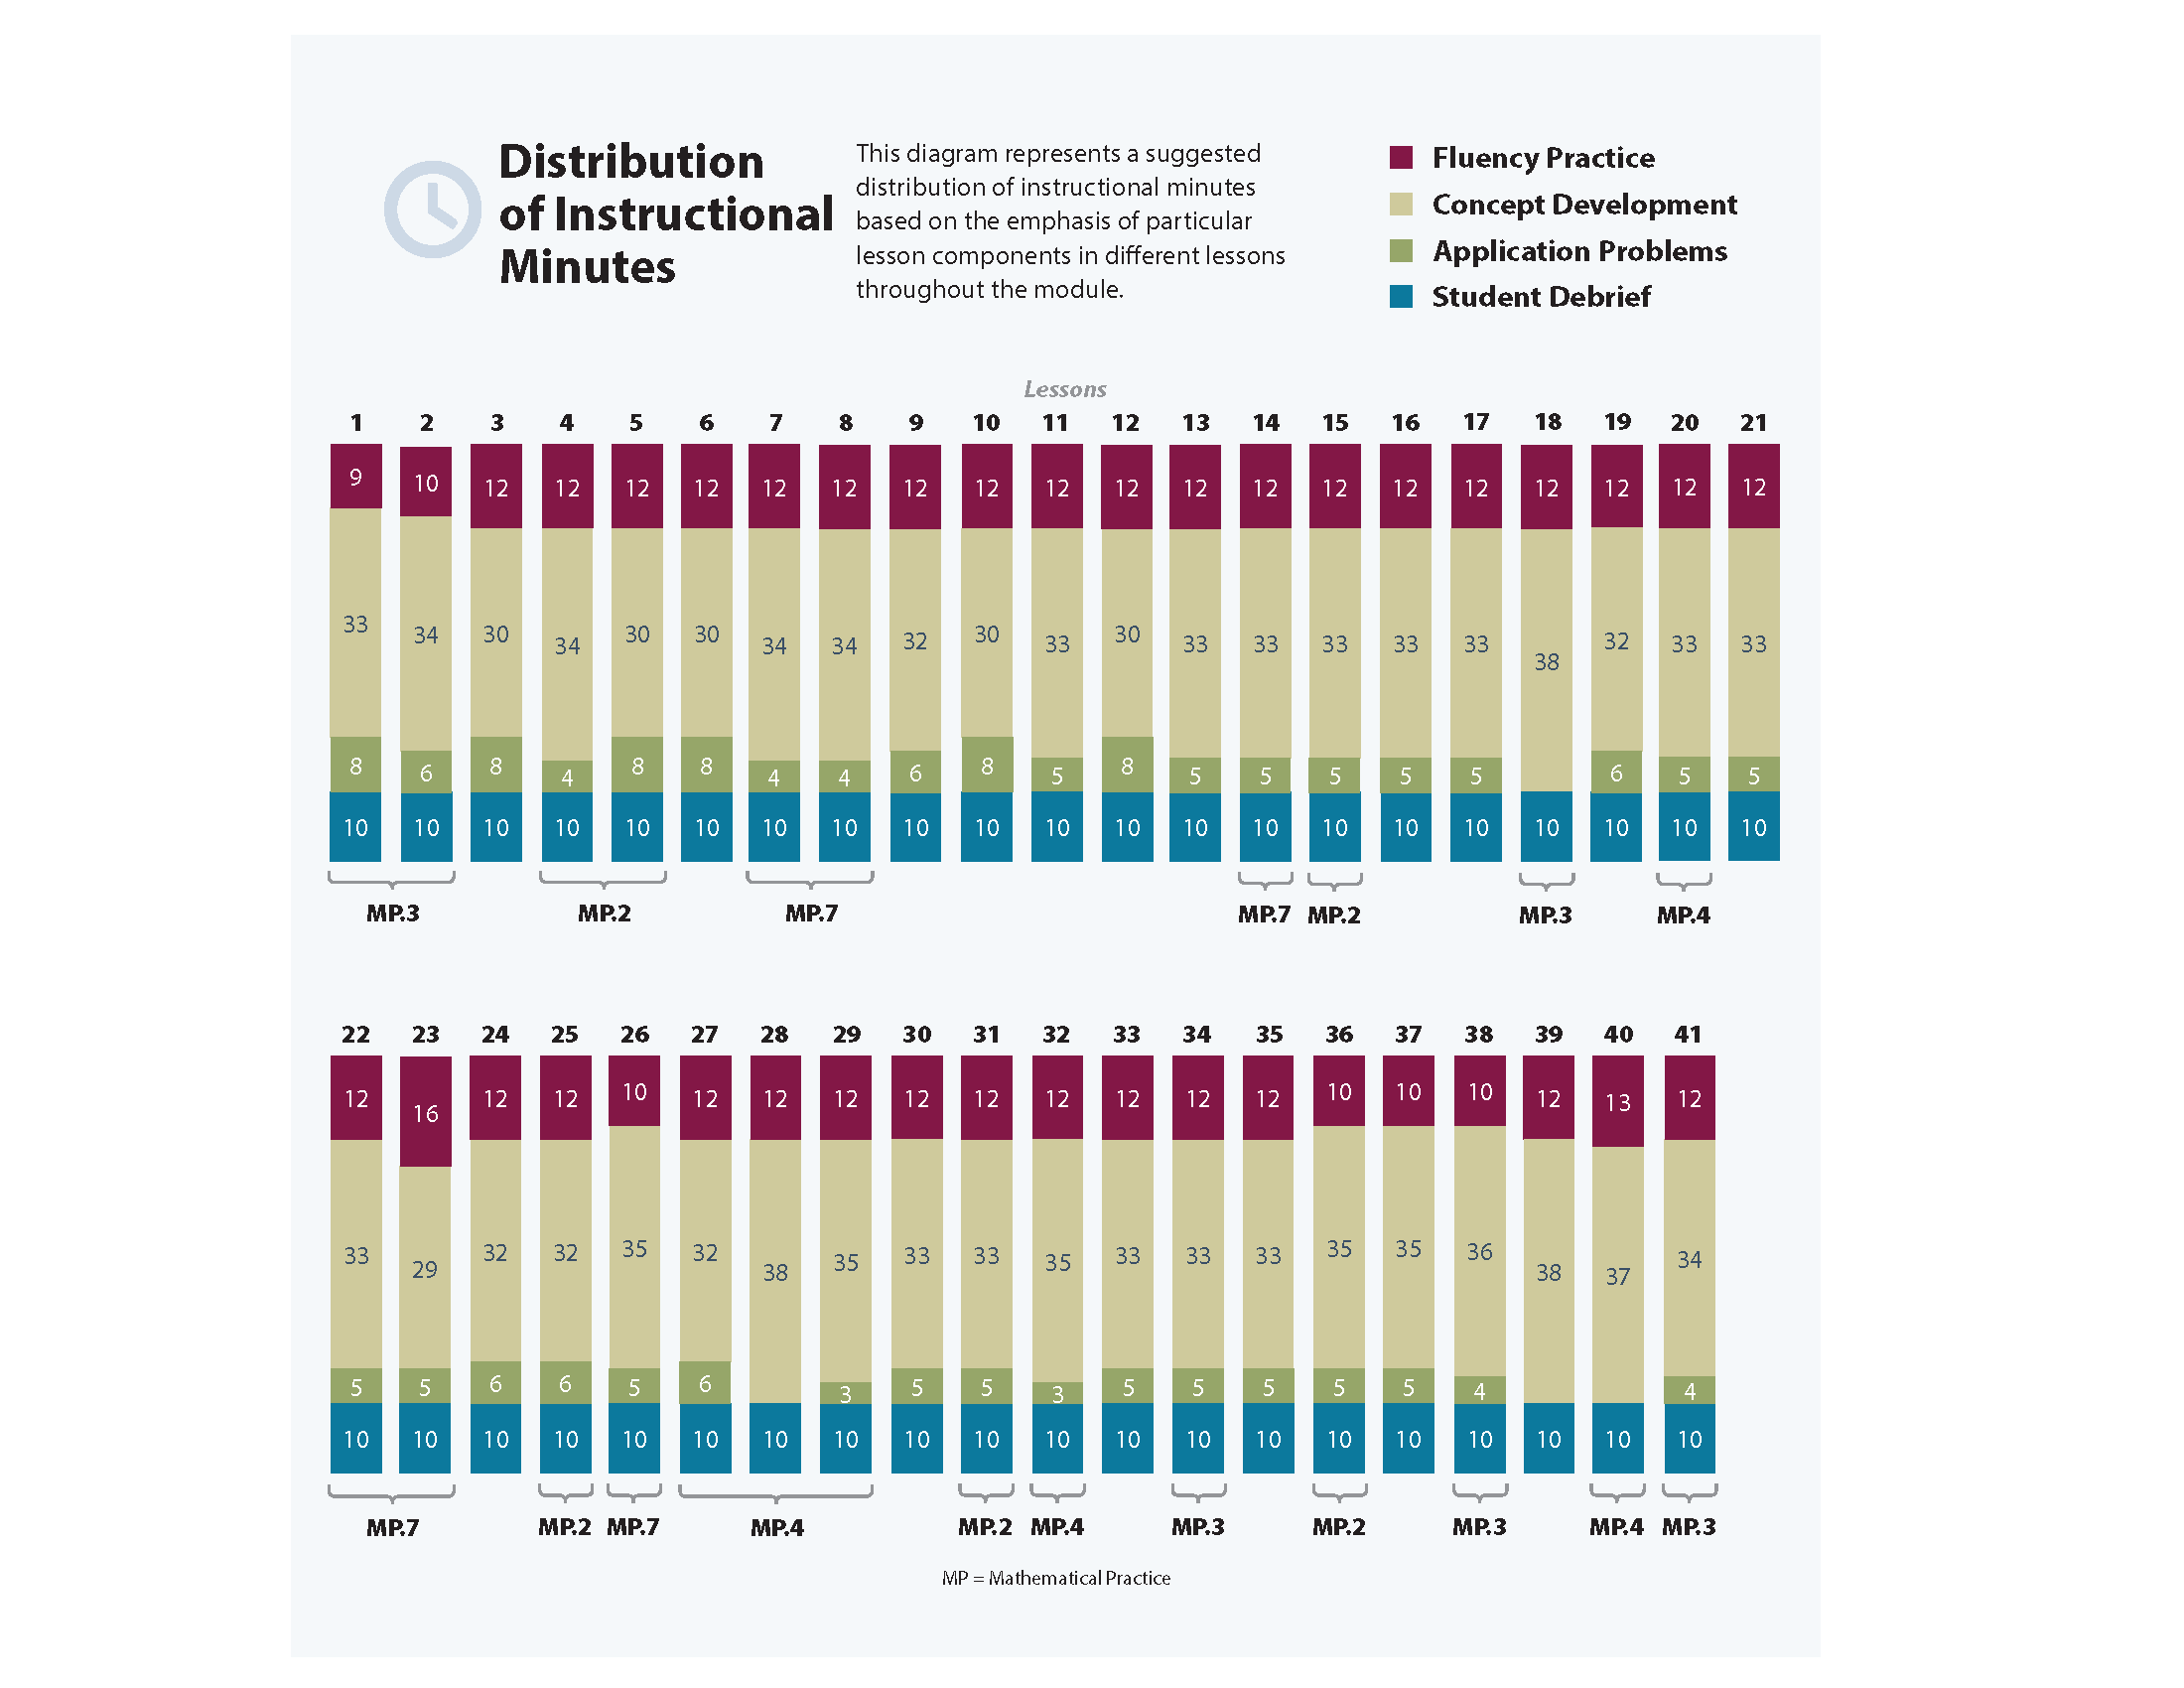 Distribution
of Instructional
Minutes
This diagram represents a suggested
distribution of instructional minutes
based on the emphasis of particular
lesson components in different lessons
throughout the module.
Fluency Practice
Concept Development
Application Problems
Student Debrief
Lessons
1 2 3 4 5 6 7 8 9 10 11 12 13 14 15 16 17 18 19 20 21
9 10 12 12 12 12 12 12 12 12 12 12 12 12 12 12 12 12 12 12 12
33 34 30 34 30 30 34 34 32 30 33 30 33 33 33 33 33 38 32 33 33
8 6 8 4 8 8 4 4 6 8 5 8 5 5 5 5 5 6 5 5
10 10 10 10 10 10 10 10 10 10 10 10 10 10 10 10 10 10 10 10 10
MP.3 MP.2 MP.7 MP.7 MP.2 MP.3 MP.4
22 23 24 25 26 27 28 29 30 31 32 33 34 35 36 37 38 39 40 41
12 16 12 12 10 12 12 12 12 12 12 12 12 12 10 10 10 12 13 12
33 29 32 32 35 32 38 35 33 33 35 33 33 33 35 35 36 38 37 34
5 5 6 6 5 6 3 5 5 3 5 5 5 5 5 4 4
10 10 10 10 10 10 10 10 10 10 10 10 10 10 10 10 10 10 10 10
MP.7 MP.2 MP.7 MP.4 MP.2 MP.4 MP.3 MP.2 MP.3 MP.4 MP.3
MP = Mathematical Practice